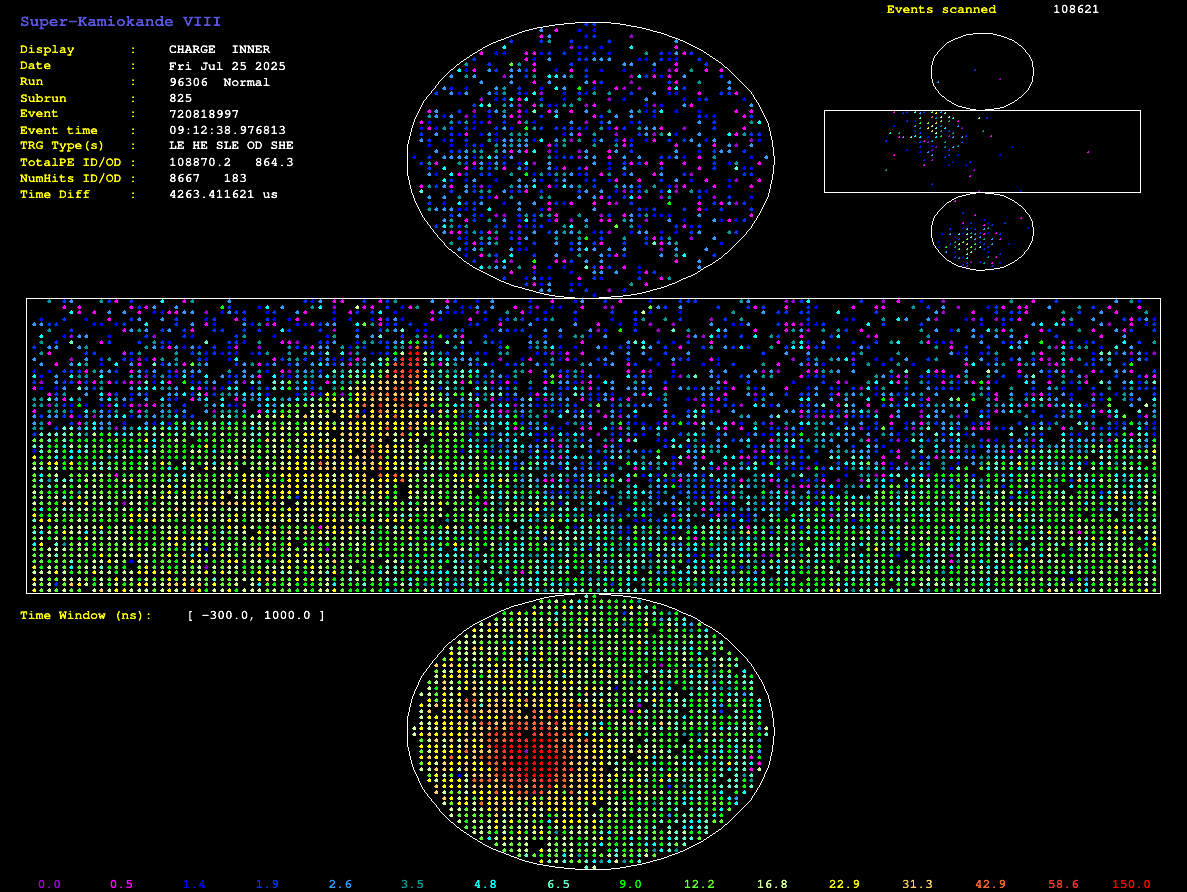 Super-Kamiokande VIII
Events scanned 108621
Display : CHARGE INNER
Date : Fri Jul 25 2025
Run : 96306 Normal
Subrun : 825
Event : 720818997
Event time : 09:12:38.976813
TRG Type(s) : LE HE SLE OD SHE
TotalPE ID/OD : 108870.2 864.3
NumHits ID/OD : 8667 183
Time Diff : 4263.411621 us
Time Window (ns): [ -300.0, 1000.0 ]
0.0 0.5 1.4 1.9 2.6 3.5 4.8 6.5 9.0 12.2 16.8 22.9 31.3 42.9 58.6 150.0